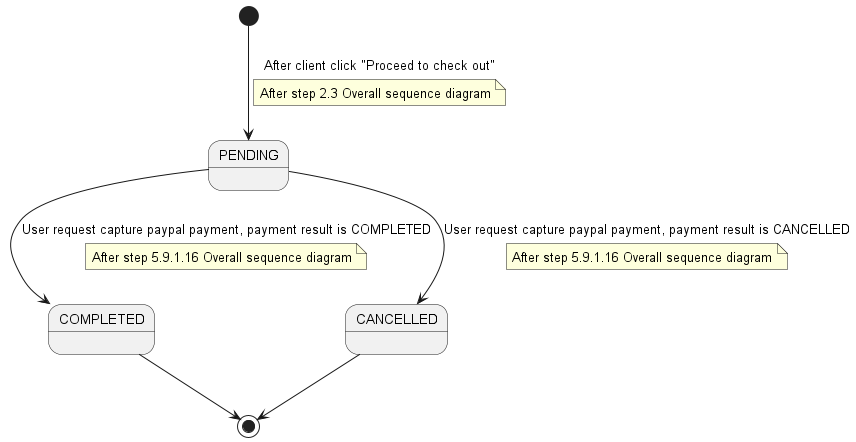 After client click "Proceed to check out"
After step 2.3 Overall sequence diagram
PENDING
User request capture paypal payment, payment result is COMPLETED
After step 5.9.1.16 Overall sequence diagram
User request capture paypal payment, payment result is CANCELLED
After step 5.9.1.16 Overall sequence diagram
COMPLETED
CANCELLED